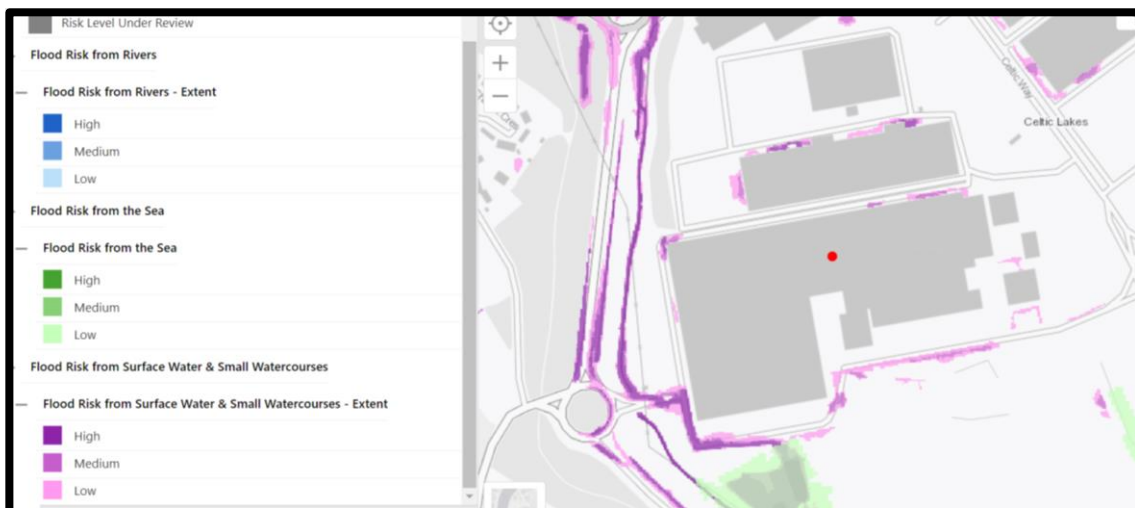 Risk Level Under Review
Flood Risk from Rivers
Flood Risk from Rivers - Extent
High
Medium
Low
Flood Risk from the Sea
Flood Risk from the Sea
High
Medium
Low
Flood Risk from Surface Water & Small Watercourses
Flood Risk from Surface Water & Small Watercourses - Extent
High
Medium
Low
Celtic Way
Celtic Lakes